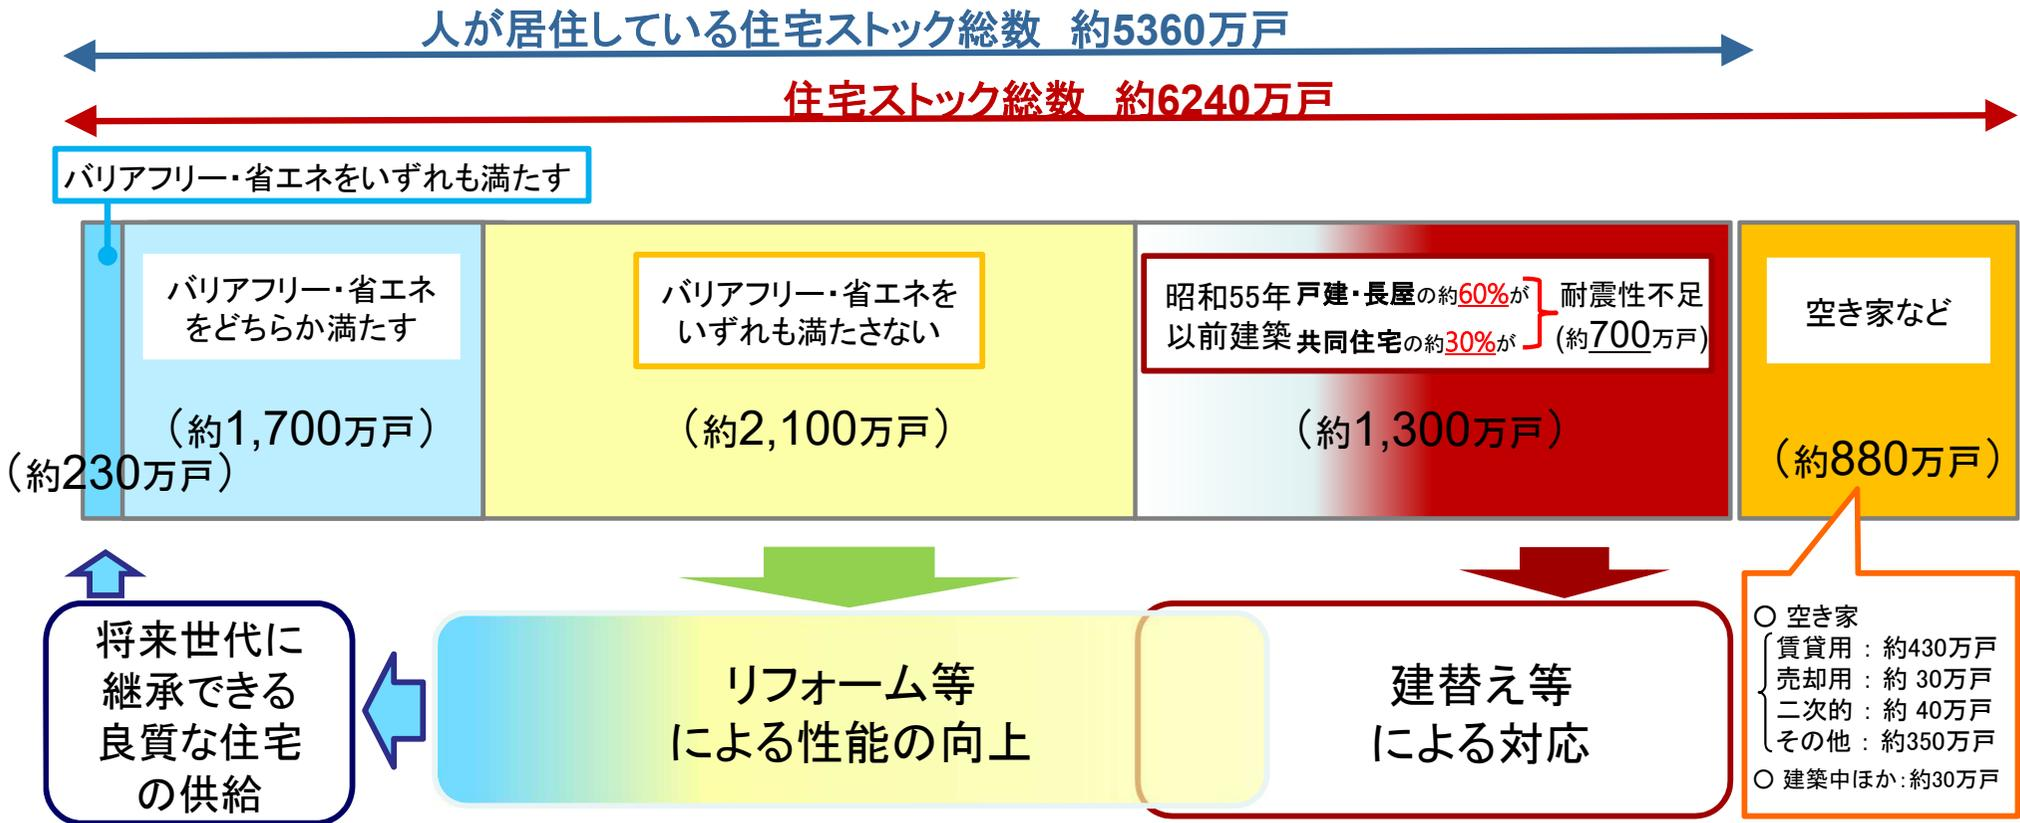 人が居住している住宅ストック総数　約5360万戸
住宅ストック総数　約6240万戸
バリアフリー・省エネをいずれも満たす
バリアフリー・省エネ
をどちらか満たす
（約1,700万戸）
（約230万戸）
バリアフリー・省エネを
いずれも満たさない
（約2,100万戸）
昭和55年
以前建築
戸建・長屋の約60%が
共同住宅の約30%が
耐震性不足
(約700万戸)
（約1,300万戸）
空き家など
（約880万戸）
将来世代に
継承できる
良質な住宅
の供給
リフォーム等
による性能の向上
建替え等
による対応
○ 空き家
賃貸用 ： 約430万戸
売却用 ： 約 30万戸
二次的 ： 約 40万戸
その他 ： 約350万戸
○ 建築中ほか：約30万戸